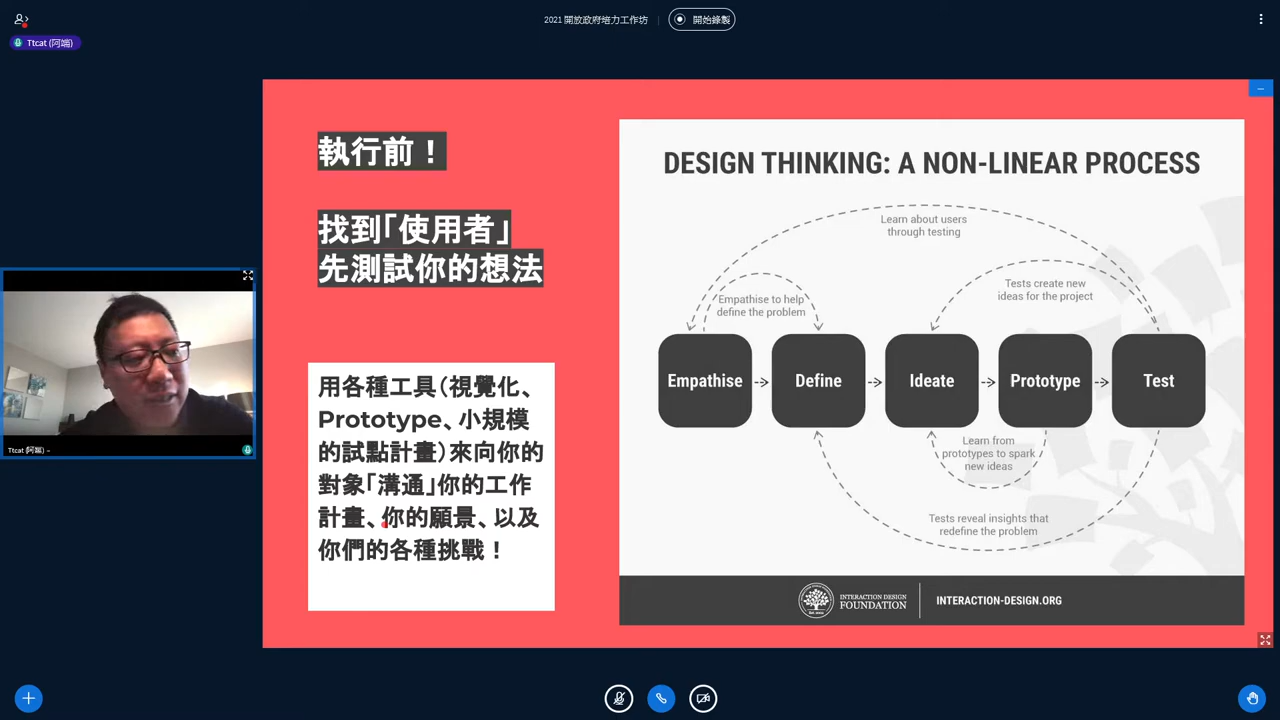 2021 開放政府培力工作坊
開始錄製
Ttcat (阿端)
執行前！
找到「使用者」
先測試你的想法
用各種工具（視覺化、
Prototype、小規模
的試點計畫）來向你的
對象「溝通」你的工作
計畫、你的願景、以及
你們的各種挑戰！
DESIGN THINKING: A NON-LINEAR PROCESS
Learn about users
through testing
Empathise to help
define the problem
Tests create new
ideas for the project
Empathise
Define
Ideate
Prototype
Test
Learn from
prototypes to spark
new ideas
Tests reveal insights that
redefine the problem
INTERACTION DESIGN
FOUNDATION
INTERACTION-DESIGN.ORG
Ttcat (阿端)